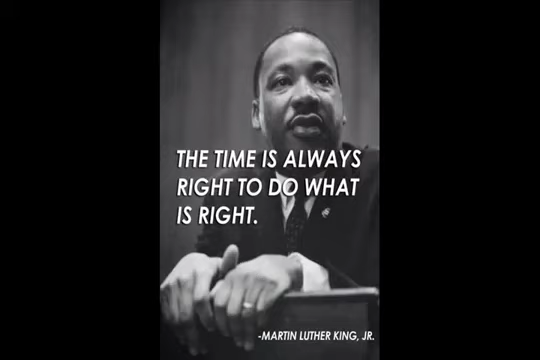 THE TIME IS ALWAYS
RIGHT TO DO WHAT
IS RIGHT.
-MARTIN LUTHER KING, JR.